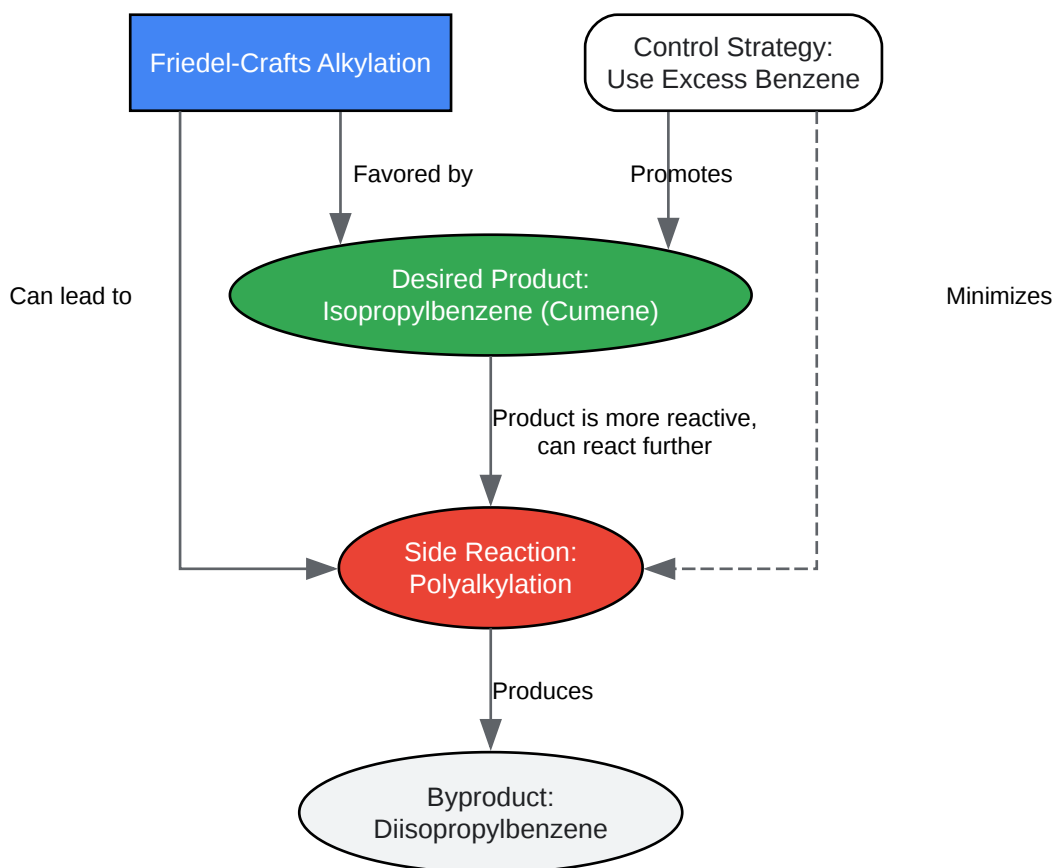 Friedel-Crafts Alkylation
Control Strategy:
Use Excess Benzene
Favored by
Promotes
Desired Product:
Isopropylbenzene (Cumene)
Can lead to
Minimizes
Product is more reactive,
can react further
Side Reaction:
Polyalkylation
Produces
Byproduct:
Diisopropylbenzene